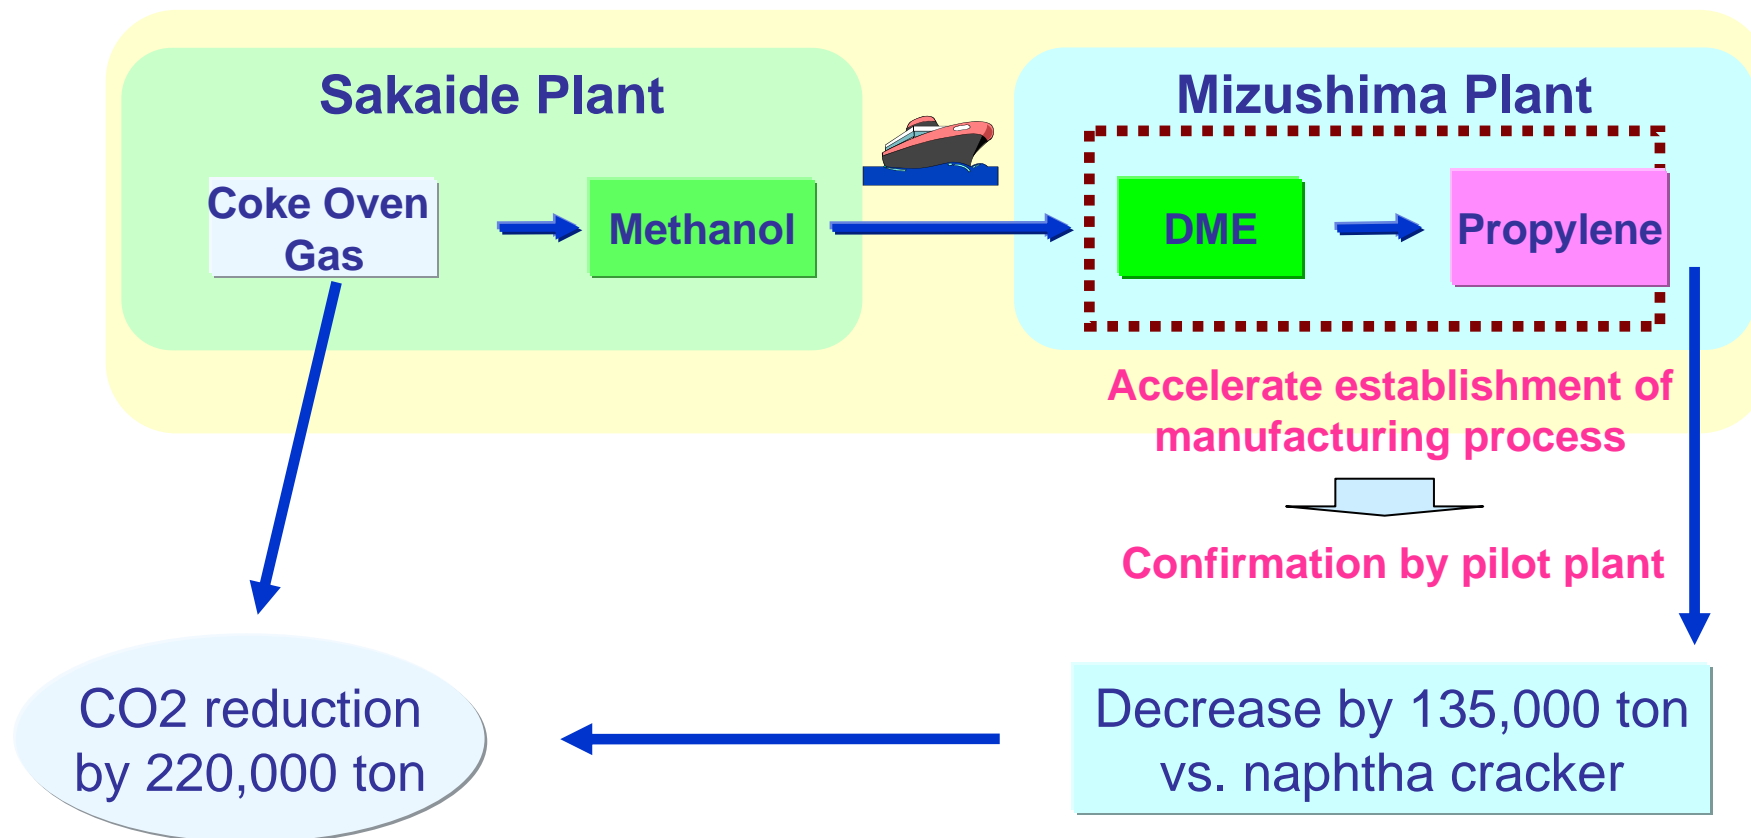 Sakaide Plant
Mizushima Plant
Coke Oven
Gas
Methanol
DME
Propylene
Accelerate establishment of
manufacturing process
Confirmation by pilot plant
CO2 reduction
by 220,000 ton
Decrease by 135,000 ton
vs. naphtha cracker